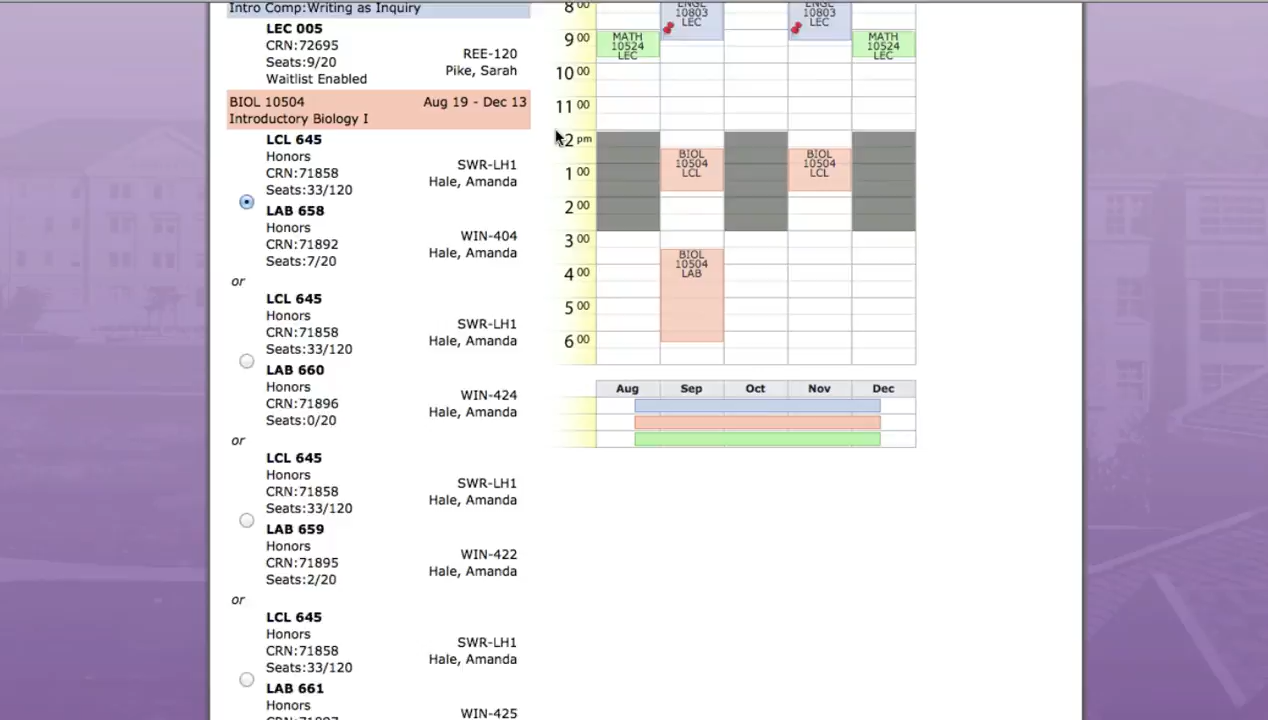 Intro Comp:Writing as Inquiry
LEC 005
CRN:72695
Seats:9/20
Waitlist Enabled
REE-120
Pike, Sarah
BIOL 10504 Aug 19 - Dec 13
Introductory Biology I
LCL 645
Honors
CRN:71858
Seats:33/120
SWR-LH1
Hale, Amanda
LAB 658
Honors
CRN:71892
Seats:7/20
WIN-404
Hale, Amanda
or
LCL 645
Honors
CRN:71858
Seats:33/120
SWR-LH1
Hale, Amanda
LAB 660
Honors
CRN:71896
Seats:0/20
WIN-424
Hale, Amanda
or
LCL 645
Honors
CRN:71858
Seats:33/120
SWR-LH1
Hale, Amanda
LAB 659
Honors
CRN:71895
Seats:2/20
WIN-422
Hale, Amanda
or
LCL 645
Honors
CRN:71858
Seats:33/120
SWR-LH1
Hale, Amanda
LAB 661
Honors
WIN-425
8 00
9 00
10 00
11 00
2 pm
1 00
2 00
3 00
4 00
5 00
6 00
ENGL
10803
LEC
ENGL
10803
LEC
MATH
10524
LEC
MATH
10524
LEC
BIOL
10504
LCL
BIOL
10504
LCL
BIOL
10504
LAB
Aug Sep Oct Nov Dec